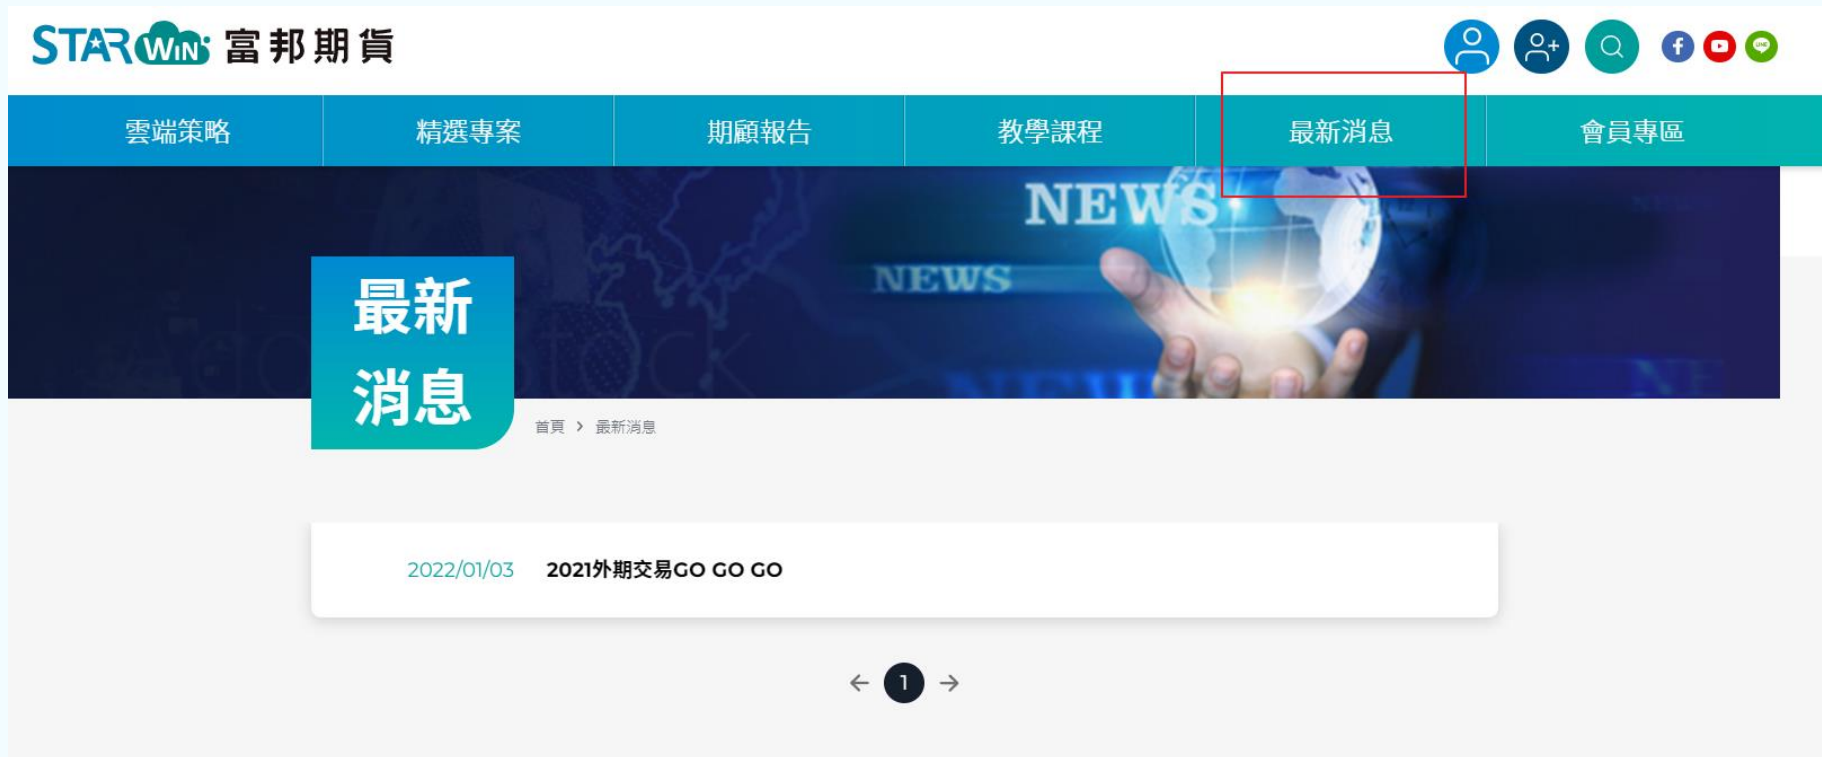 STAR WIN 富邦期貨
雲端策略 精選專案 期顧報告 教學課程 最新消息 會員專區
NEWS
NEWS
最新
消息
首頁 > 最新消息
2022/01/03 2021外期交易GO GO GO
← 1 →